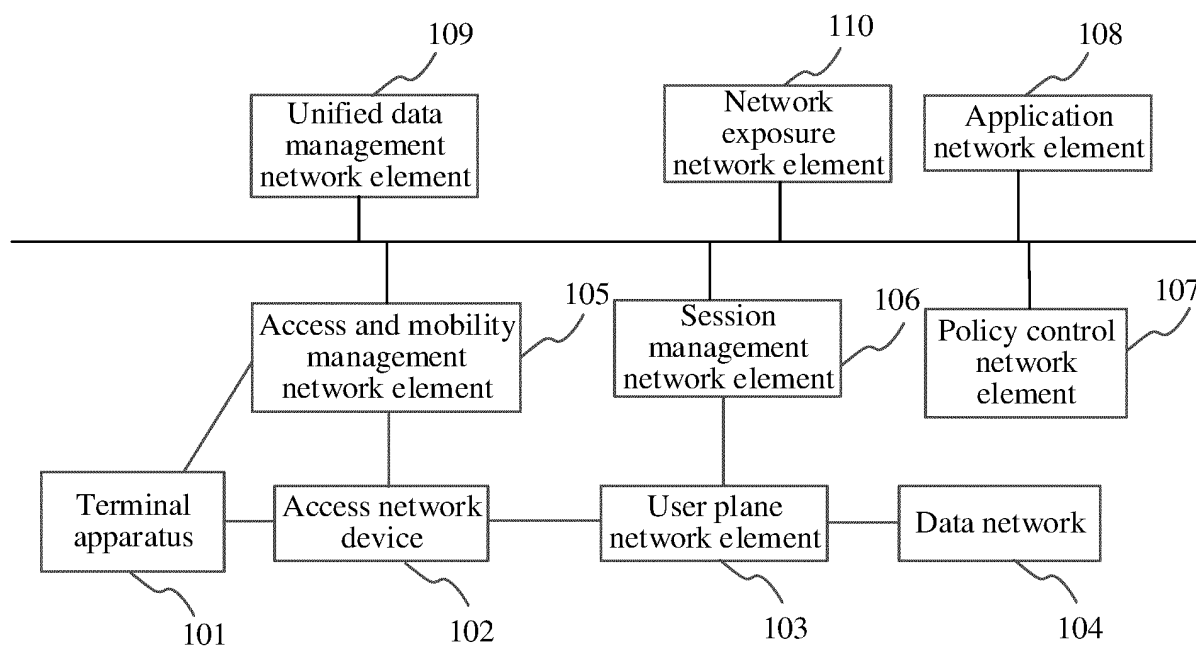 109
110
108
Unified data
management
network element
Network
exposure
network element
Application
network element
105
106
107
Access and mobility
management
network element
Session
management
network element
Policy control
network
element
Terminal
apparatus
Access network
device
User plane
network element
Data network
101
102
103
104